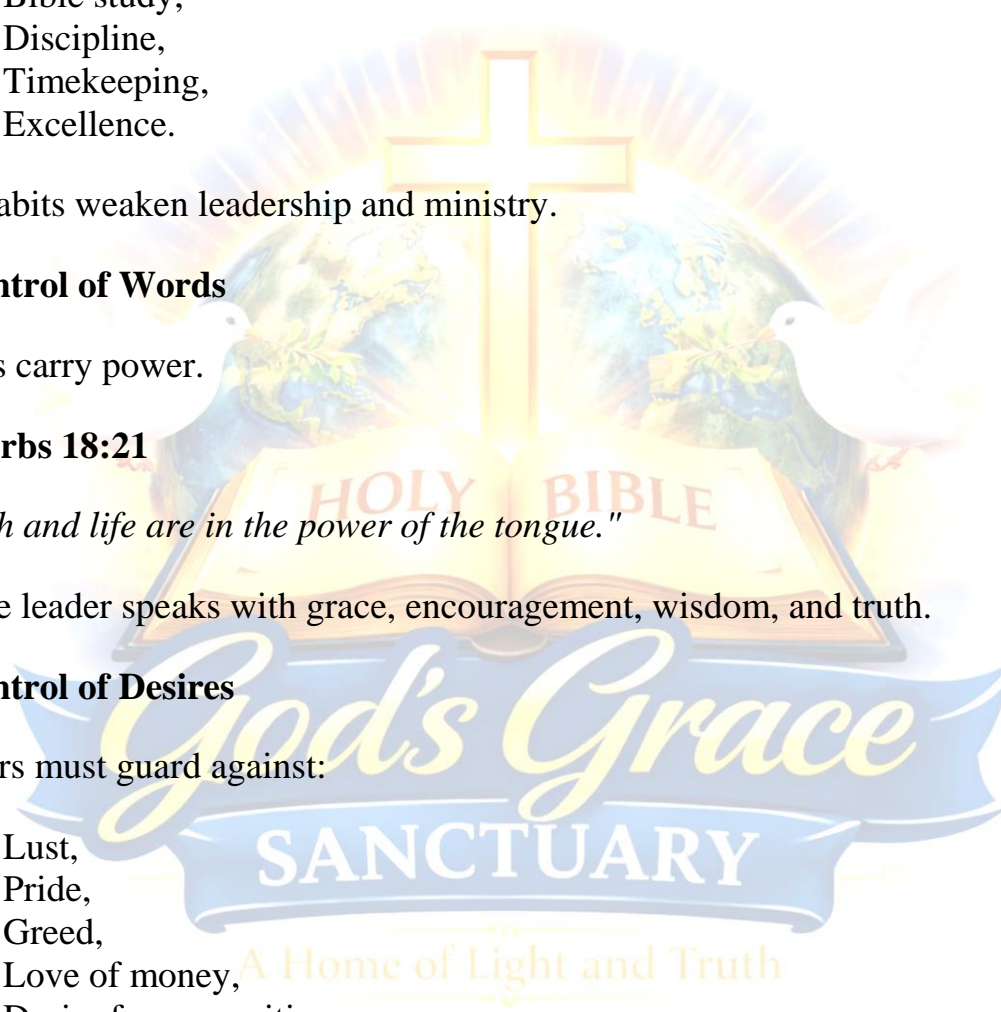 Bible study,
Discipline,
Timekeeping,
Excellence.
abits weaken leadership and ministry.
ntrol of Words
s carry power.
rbs 18:21
h and life are in the power of the tongue."
e leader speaks with grace, encouragement, wisdom, and truth.
ntrol of Desires
rs must guard against:
Lust,
Pride,
Greed,
Love of money,
HOLY BIBLE
God's Grace
SANCTUARY
A Home of Light and Truth